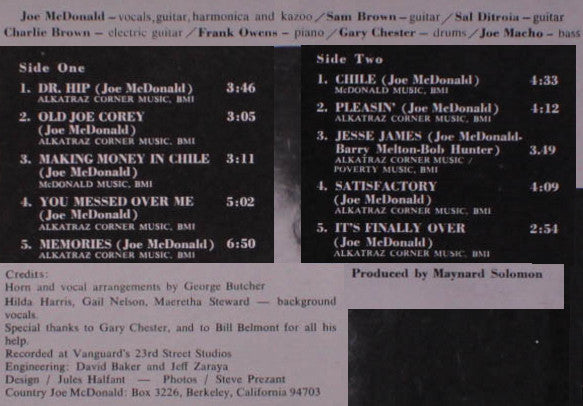 Joe McDonald – vocals, guitar, harmonica and kazoo / Sam Brown – guitar / Sal Ditroia – guitar
Charlie Brown – electric guitar / Frank Owens – piano / Gary Chester – drums / Joe Macho – bass
Side One
1. DR. HIP (Joe McDonald) 3:46
ALKATRAZ CORNER MUSIC, BMI
2. OLD JOE COREY 3:05
(Joe McDonald)
ALKATRAZ CORNER MUSIC, BMI
3. MAKING MONEY IN CHILE 3:11
(Joe McDonald)
McDONALD MUSIC, BMI
4. YOU MESSED OVER ME 5:02
(Joe McDonald)
ALKATRAZ CORNER MUSIC, BMI
5. MEMORIES (Joe McDonald) 6:50
ALKATRAZ CORNER MUSIC, BMI
Side Two
1. CHILE (Joe McDonald) 4:33
McDONALD MUSIC, BMI
2. PLEASIN' (Joe McDonald) 4:12
ALKATRAZ CORNER MUSIC, BMI
3. JESSE JAMES (Joe McDonald-
Barry Melton-Bob Hunter) 3.49
ALKATRAZ CORNER MUSIC /
POVERTY MUSIC, BMI
4. SATISFACTORY 4:09
(Joe McDonald)
ALKATRAZ CORNER MUSIC, BMI
5. IT'S FINALLY OVER 2:54
(Joe McDonald)
ALKATRAZ CORNER MUSIC, BMI
Credits:
Horn and vocal arrangements by George Butcher
Hilda Harris, Gail Nelson, Maeretha Steward — background
vocals.
Special thanks to Gary Chester, and to Bill Belmont for all his
help.
Recorded at Vanguard's 23rd Street Studios
Engineering: David Baker and Jeff Zaraya
Design / Jules Halfant — Photos / Steve Prezant
Country Joe McDonald: Box 3226, Berkeley, California 94703
Produced by Maynard Solomon